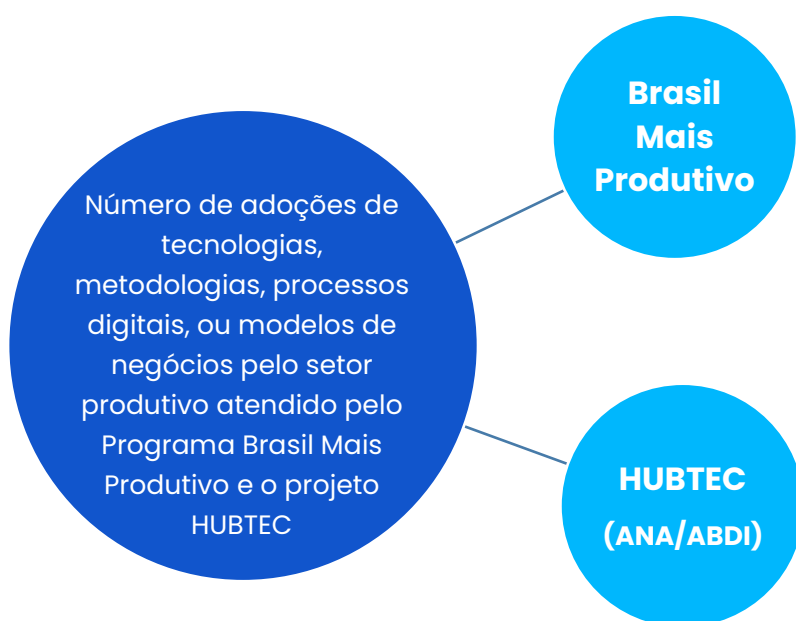 Número de adoções de
tecnologias,
metodologias, processos
digitais, ou modelos de
negócios pelo setor
produtivo atendido pelo
Programa Brasil Mais
Produtivo e o projeto
HUBTEC
Brasil
Mais
Produtivo
HUBTEC
(ANA/ABDI)